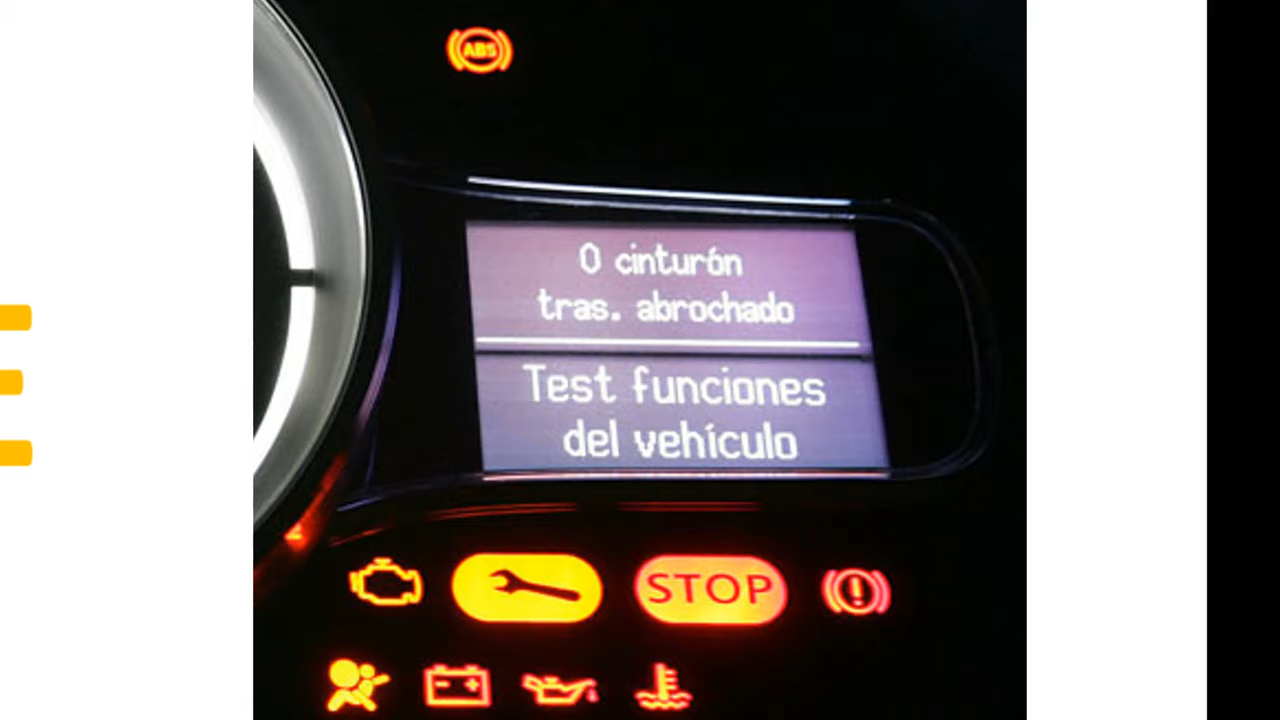 ABS
0 cinturón
tras. abrochado
Test funciones
del vehículo
STOP